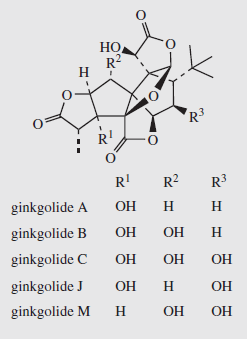 O
HO
O
R2
H
O
O
R3
O
R1
O
O
R1 R2 R3
ginkgolide A OH H H
ginkgolide B OH OH H
ginkgolide C OH OH OH
ginkgolide J OH H OH
ginkgolide M H OH OH